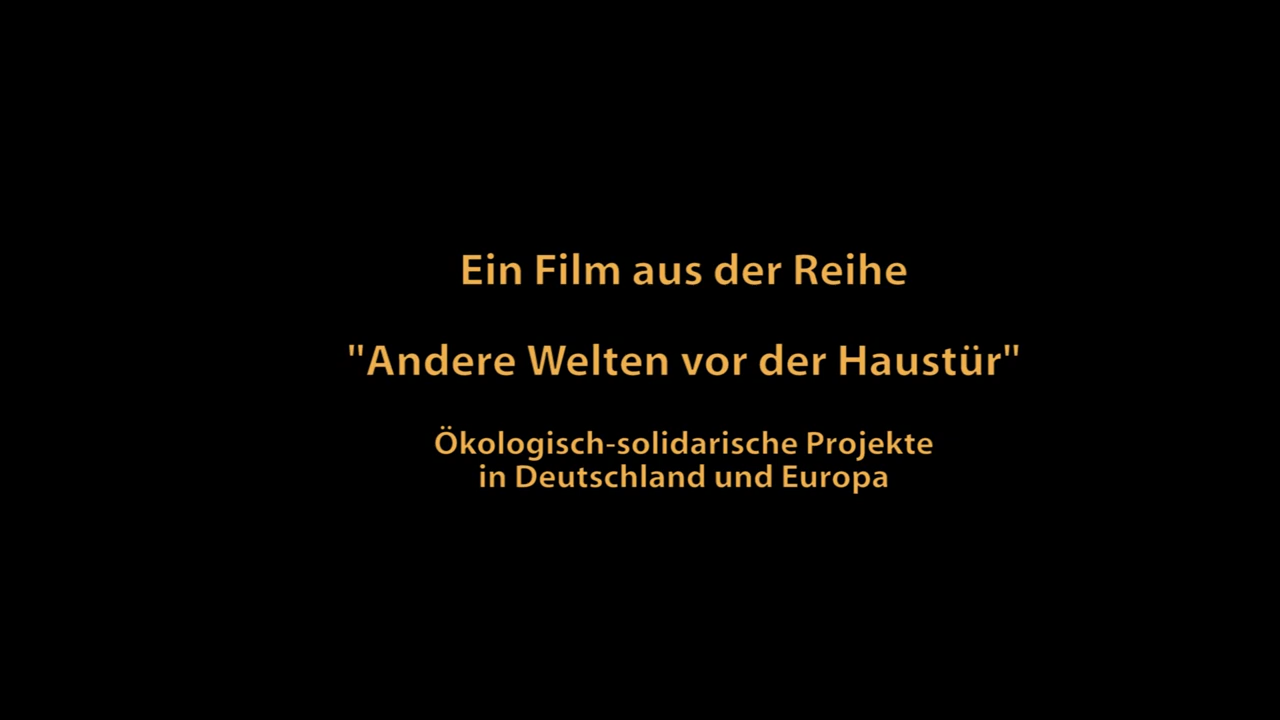 Ein Film aus der Reihe
"Andere Welten vor der Haustür"
Ökologisch-solidarische Projekte
in Deutschland und Europa